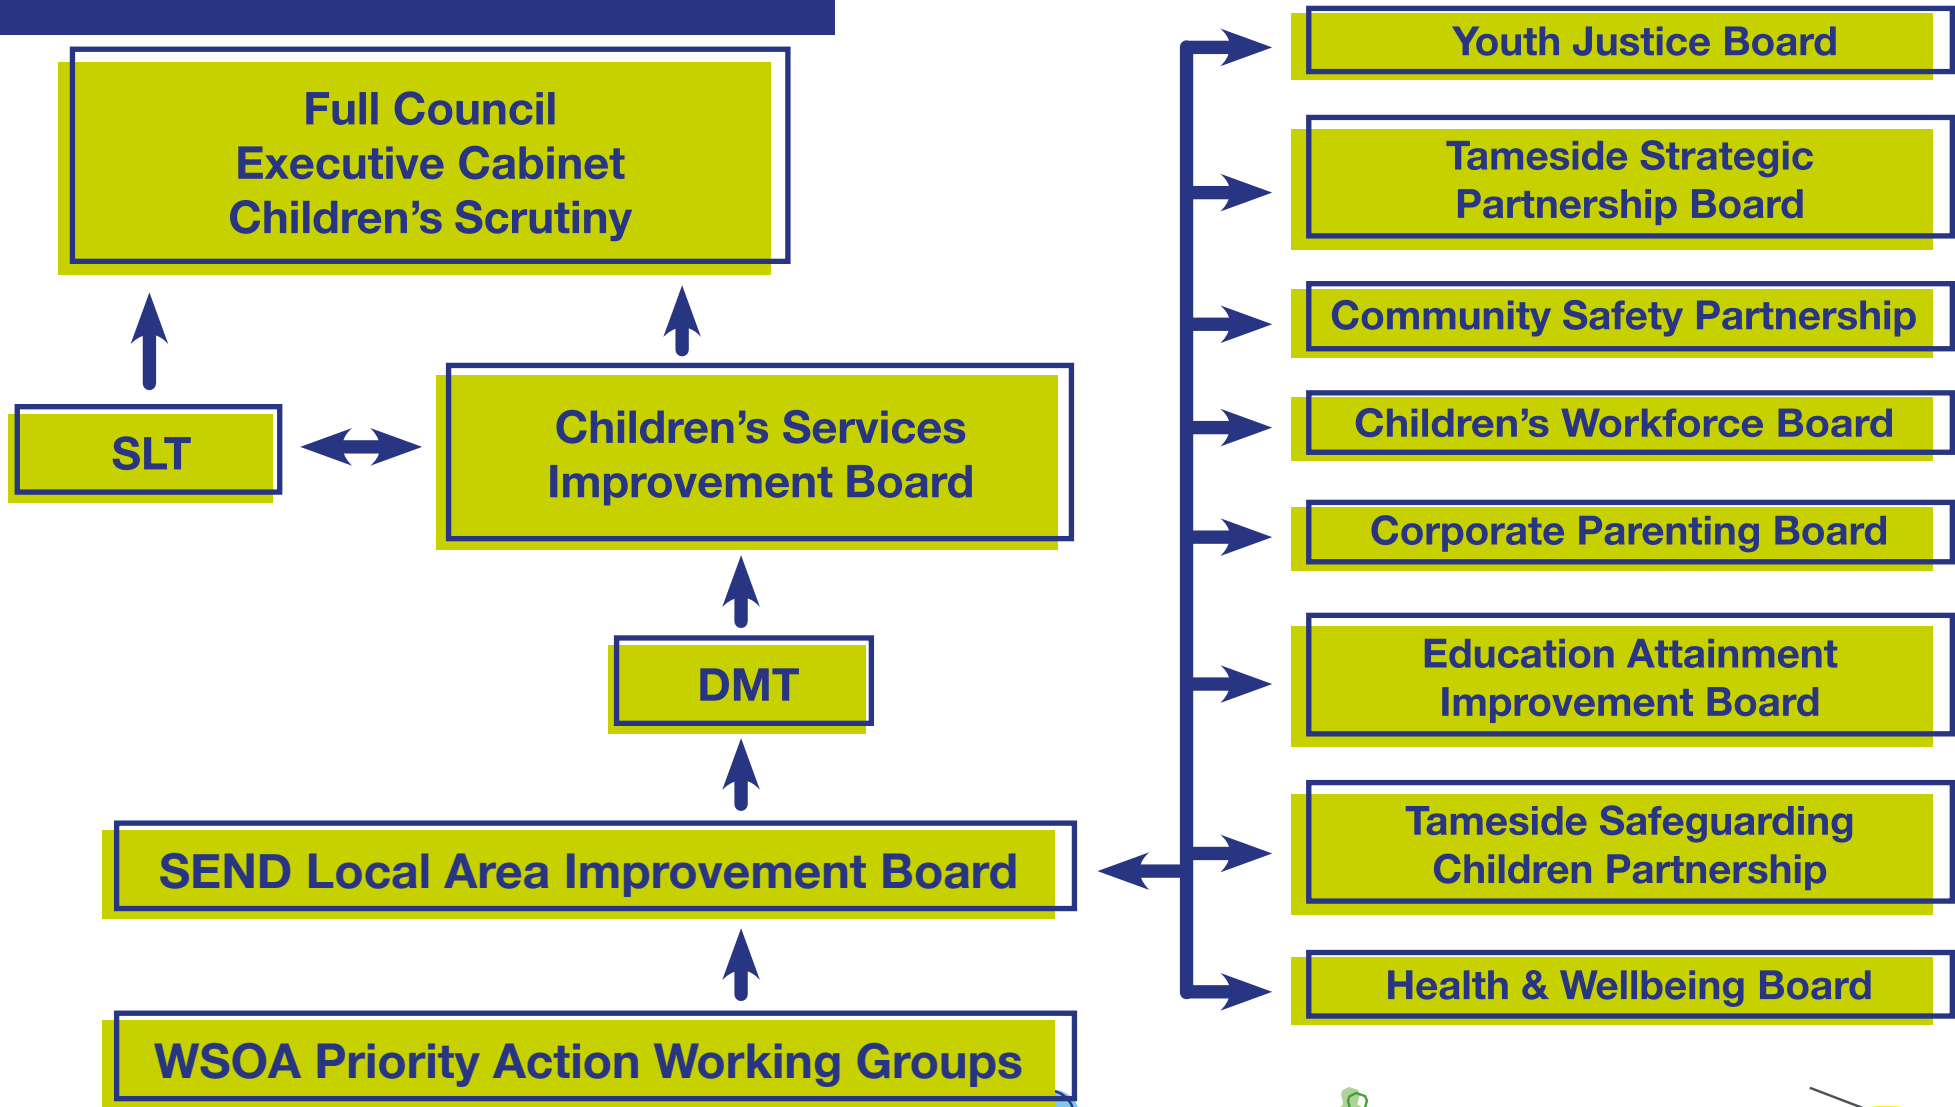 Full Council
Executive Cabinet
Children’s Scrutiny
SLT
Children’s Services
Improvement Board
DMT
SEND Local Area Improvement Board
WSOA Priority Action Working Groups
Youth Justice Board
Tameside Strategic
Partnership Board
Community Safety Partnership
Children’s Workforce Board
Corporate Parenting Board
Education Attainment
Improvement Board
Tameside Safeguarding
Children Partnership
Health & Wellbeing Board